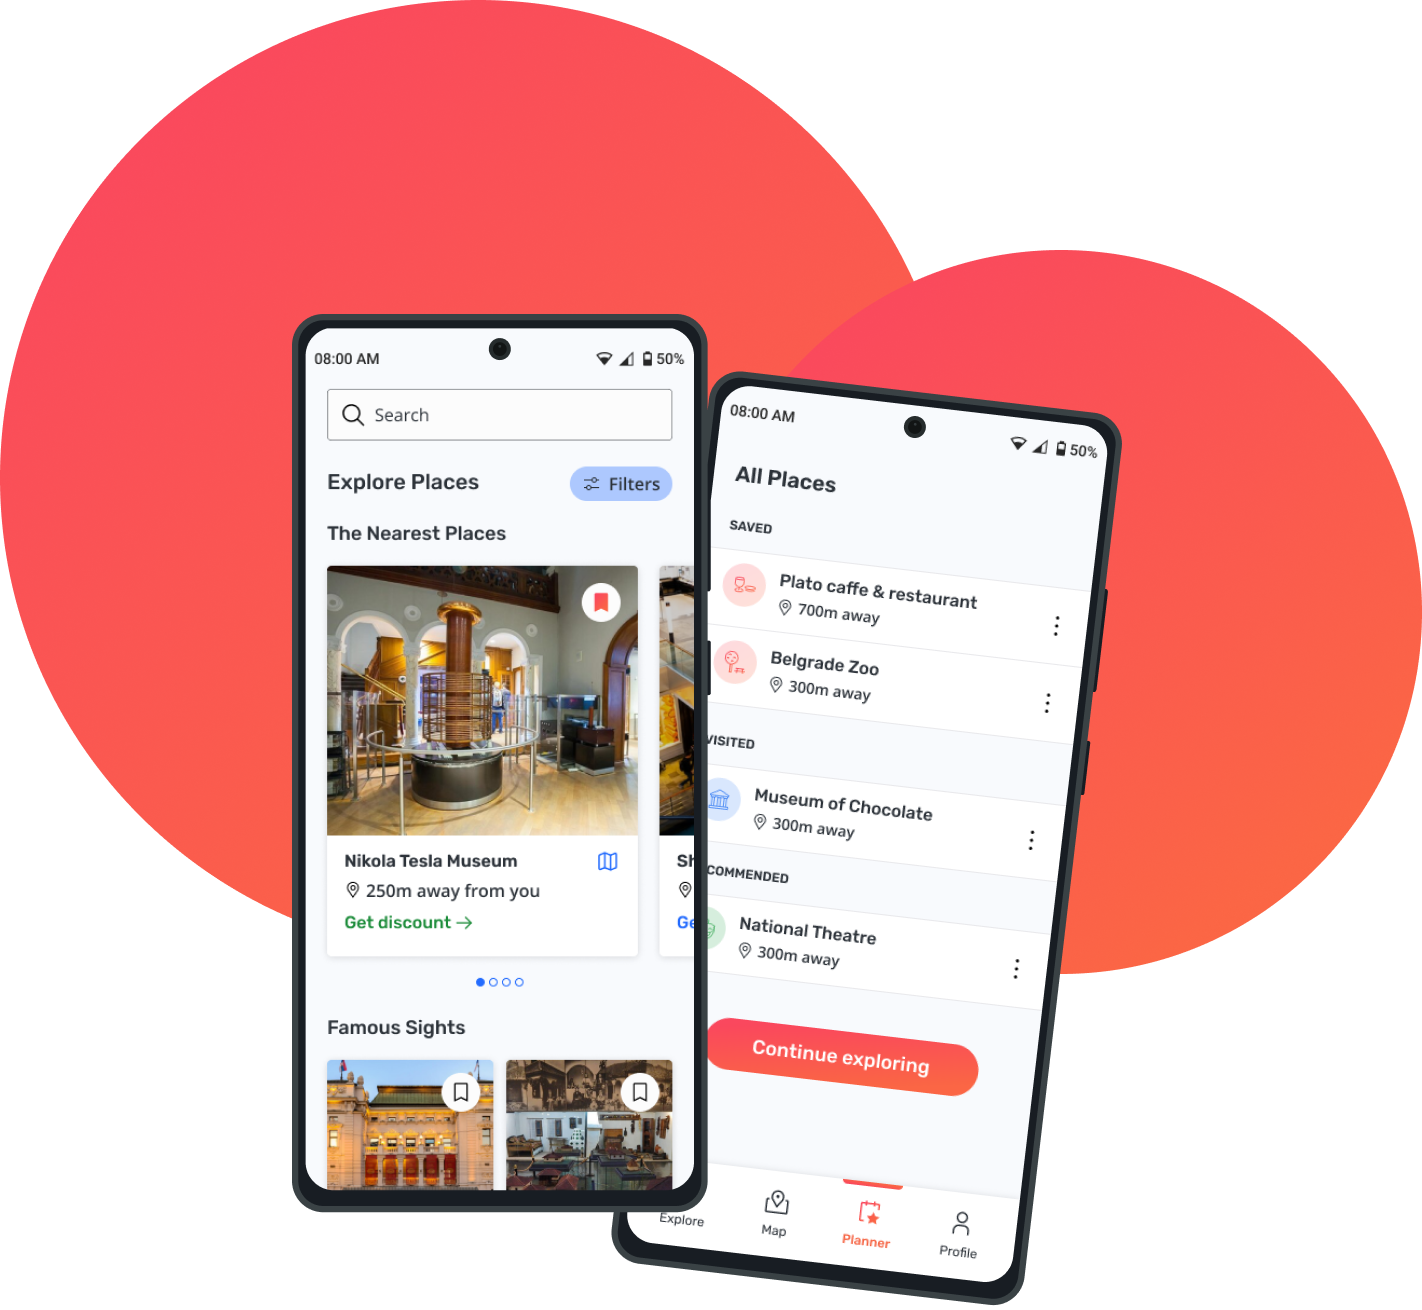 08:00 AM
50%
Search
Explore Places
Filters
The Nearest Places
Nikola Tesla Museum
250m away from you
Get discount
Sh
Ge
Famous Sights
08:00 AM
50%
All Places
SAVED
Plato caffe & restaurant
700m away
Belgrade Zoo
300m away
VISITED
Museum of Chocolate
300m away
COMMENDED
National Theatre
300m away
Continue exploring
Explore
Map
Planner
Profile